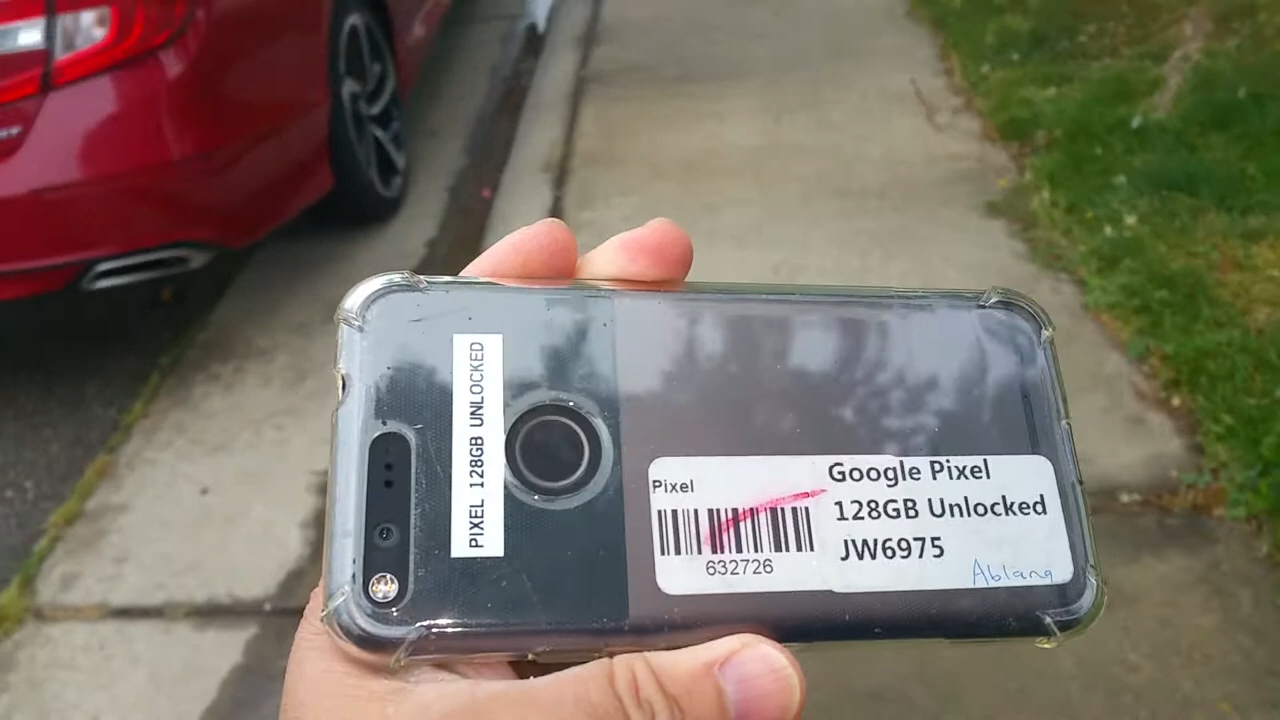 PIXEL 128GB UNLOCKED
Pixel
632726
Google Pixel
128GB Unlocked
JW6975
Ablang